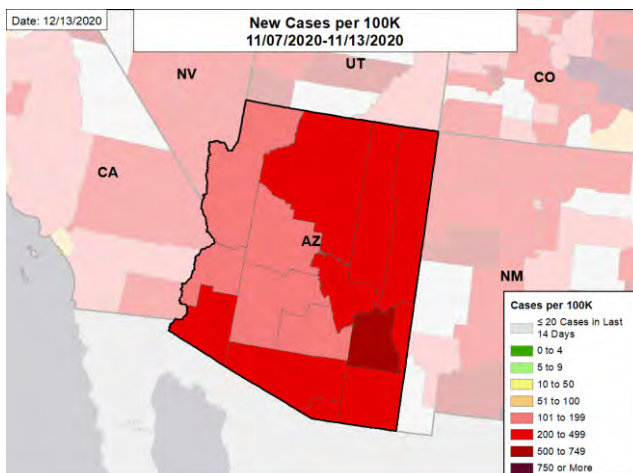 Date: 12/13/2020
New Cases per 100K
11/07/2020-11/13/2020
NV
UT
CO
CA
AZ
NM
Cases per 100K
≤ 20 Cases in Last
14 Days
0 to 4
5 to 9
10 to 50
51 to 100
101 to 199
200 to 499
500 to 749
750 or More